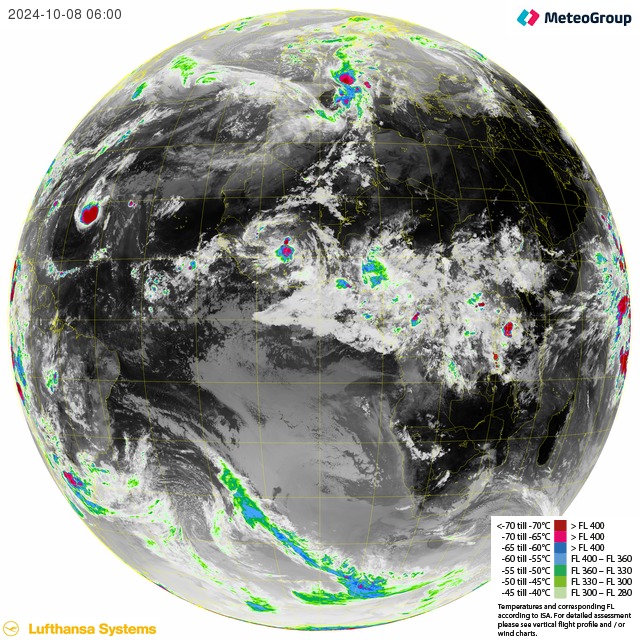 2024-10-08 06:00
MeteoGroup
<-70 till -70°C > FL 400
-70 till -65°C > FL 400
-65 till -60°C > FL 400
-60 till -55°C FL 400 - FL 360
-55 till -50°C FL 360 - FL 330
-50 till -45°C FL 330 - FL 300
-45 till -40°C FL 300 - FL 280
Temperatures and corresponding FL
according to ISA. For detailed assessment
please see vertical flight profile and / or
wind charts.
Lufthansa Systems